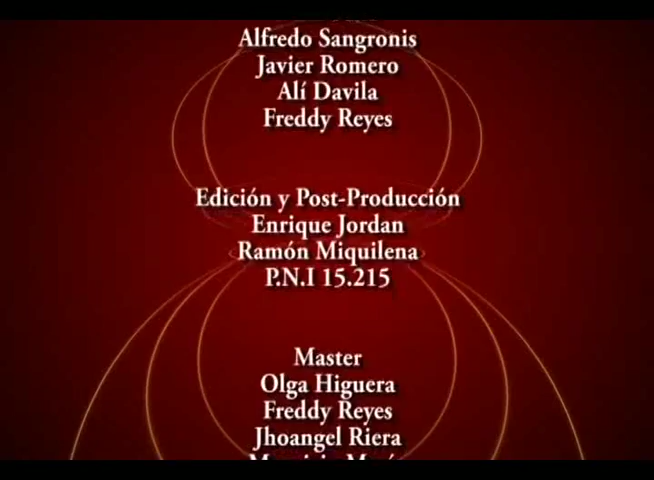 Alfredo Sangronis
Javier Romero
Alí Davila
Freddy Reyes
Edición y Post-Producción
Enrique Jordan
Ramón Miquilena
P.N.I 15.215
Master
Olga Higuera
Freddy Reyes
Jhoangel Riera